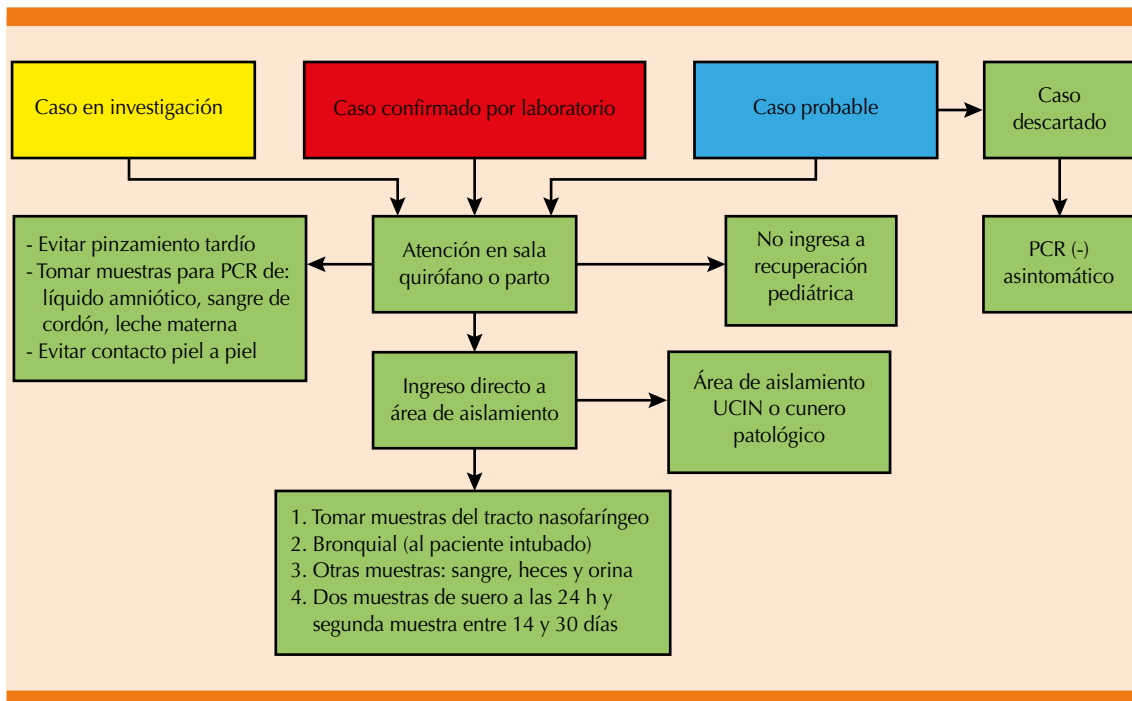 Caso en investigación
Caso confirmado por laboratorio
Caso probable
Caso
descartado
- Evitar pinzamiento tardío
- Tomar muestras para PCR de:
líquido amniótico, sangre de
cordón, leche materna
- Evitar contacto piel a piel
Atención en sala
quirófano o parto
No ingresa a
recuperación
pediátrica
PCR (-)
asintomático
Ingreso directo a
área de aislamiento
Área de aislamiento
UCIN o cunero
patológico
1. Tomar muestras del tracto nasofaríngeo
2. Bronquial (al paciente intubado)
3. Otras muestras: sangre, heces y orina
4. Dos muestras de suero a las 24 h y
segunda muestra entre 14 y 30 días